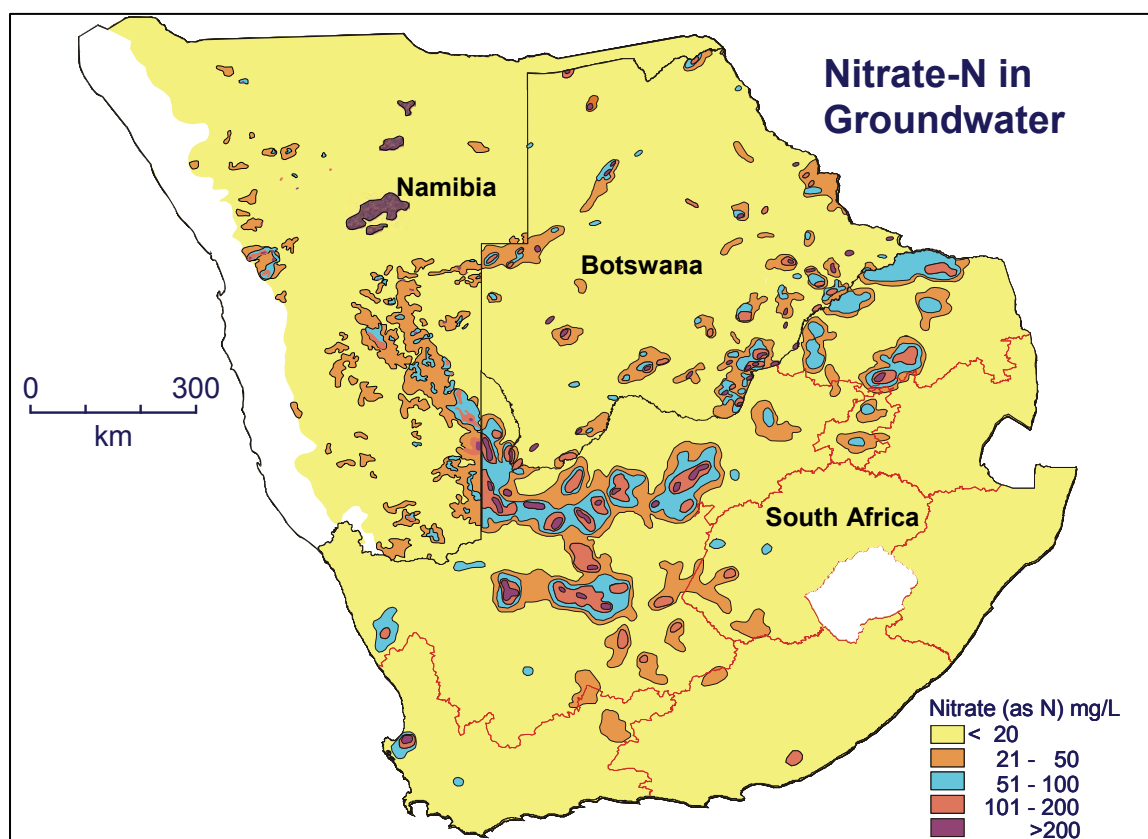 Nitrate-N in
Groundwater
Namibia
Botswana
0 300
km
South Africa
Nitrate (as N) mg/L
< 20
21 - 50
51 - 100
101 - 200
>200